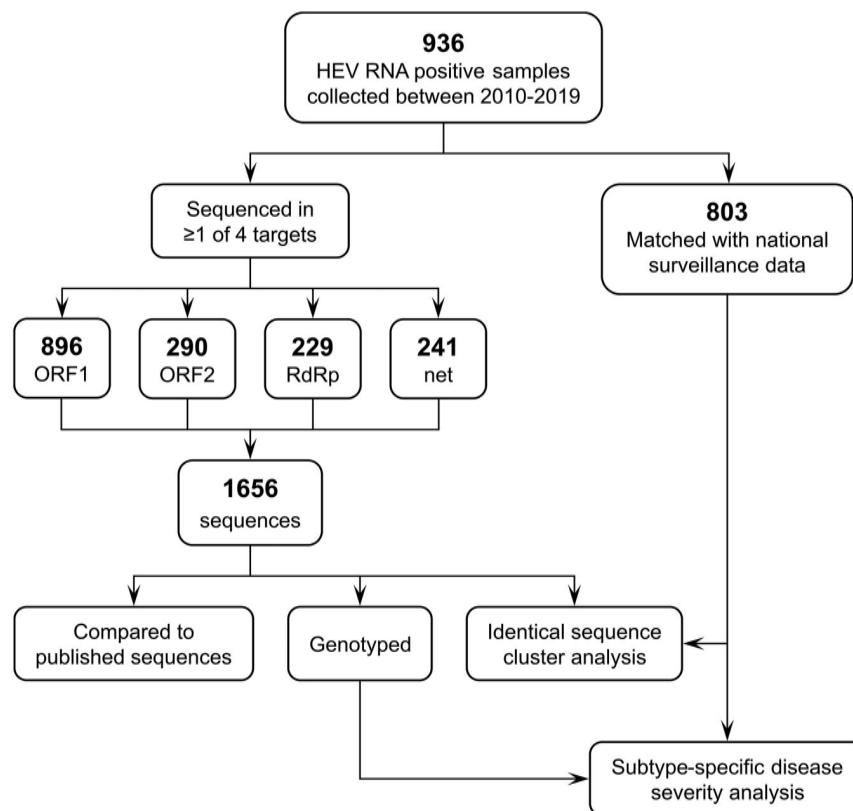 936
HEV RNA positive samples
collected between 2010-2019
Sequenced in
≥1 of 4 targets
803
Matched with national
surveillance data
896
ORF1
290
ORF2
229
RdRp
241
net
1656
sequences
Compared to
published sequences
Genotyped
Identical sequence
cluster analysis
Subtype-specific disease
severity analysis